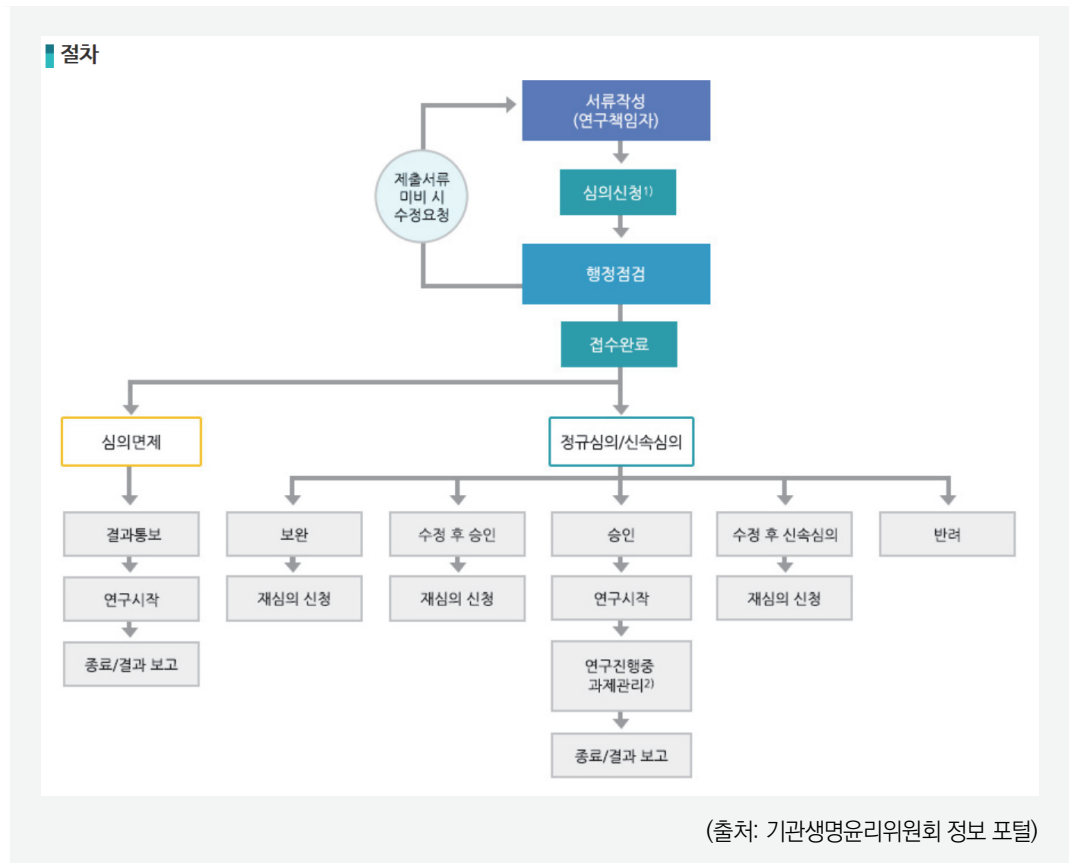 절차
서류작성
(연구책임자)
제출서류
미비 시
수정요청
심의신청1)
행정점검
접수완료
심의면제
정규심의/신속심의
결과통보
보완
수정 후 승인
승인
수정 후 신속심의
반려
연구시작
재심의 신청
재심의 신청
연구시작
재심의 신청
종료/결과 보고
연구진행중
과제관리2)
종료/결과 보고
(출처: 기관생명윤리위원회 정보 포털)